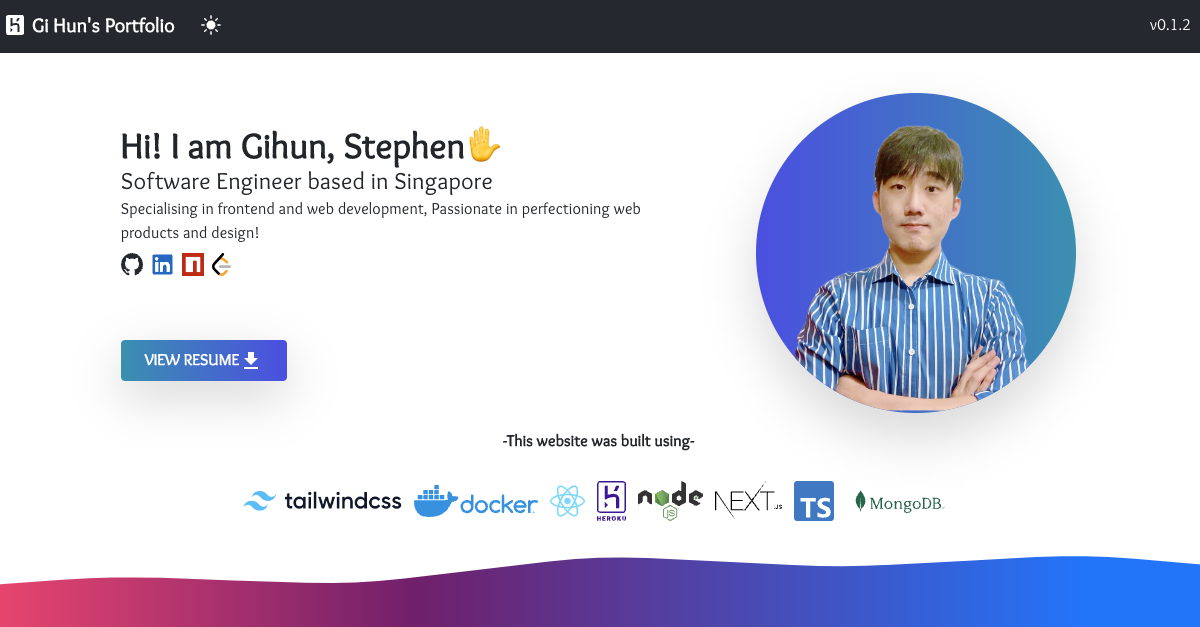 Gi Hun's Portfolio
v0.1.2
Hi! I am Gihun, Stephen✋
Software Engineer based in Singapore
Specialising in frontend and web development, Passionate in perfectioning web
products and design!
in
VIEW RESUME
-This website was built using-
tailwindcss docker HEROKU node JS NEXT.JS TS MongoDB.